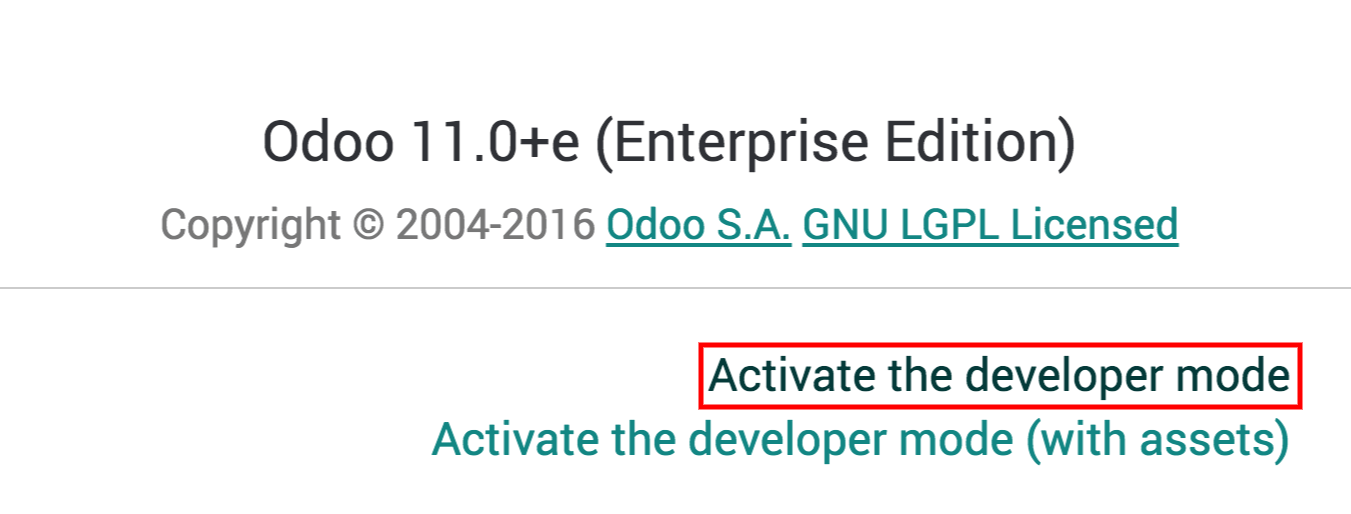 Odoo 11.0+e (Enterprise Edition)
Copyright © 2004-2016 Odoo S.A. GNU LGPL Licensed
Activate the developer mode
Activate the developer mode (with assets)